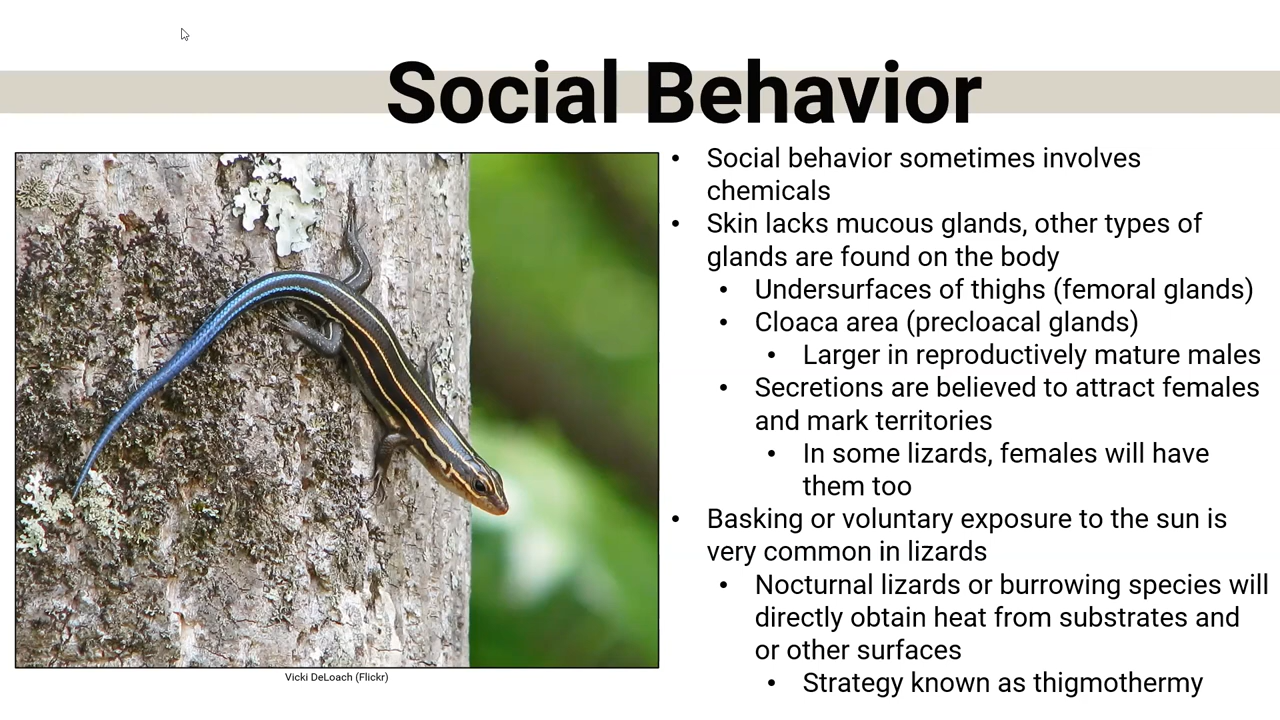 Social Behavior
• Social behavior sometimes involves
chemicals
• Skin lacks mucous glands, other types of
glands are found on the body
• Undersurfaces of thighs (femoral glands)
• Cloaca area (precloacal glands)
• Larger in reproductively mature males
• Secretions are believed to attract females
and mark territories
• In some lizards, females will have
them too
• Basking or voluntary exposure to the sun is
very common in lizards
• Nocturnal lizards or burrowing species will
directly obtain heat from substrates and
or other surfaces
• Strategy known as thigmothermy
Vicki DeLoach (Flickr)